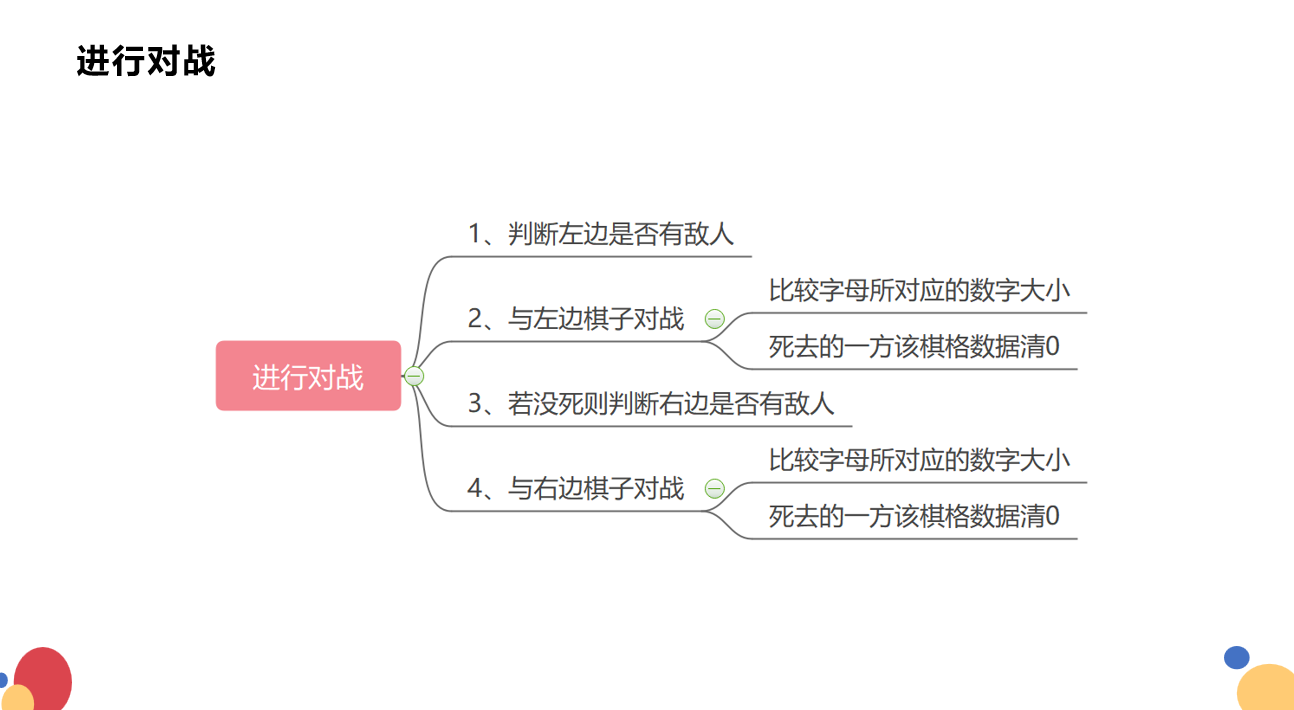 进行对战
进行对战
1、判断左边是否有敌人
2、与左边棋子对战
比较字母所对应的数字大小
死去的一方该棋格数据清0
3、若没死则判断右边是否有敌人
4、与右边棋子对战
比较字母所对应的数字大小
死去的一方该棋格数据清0